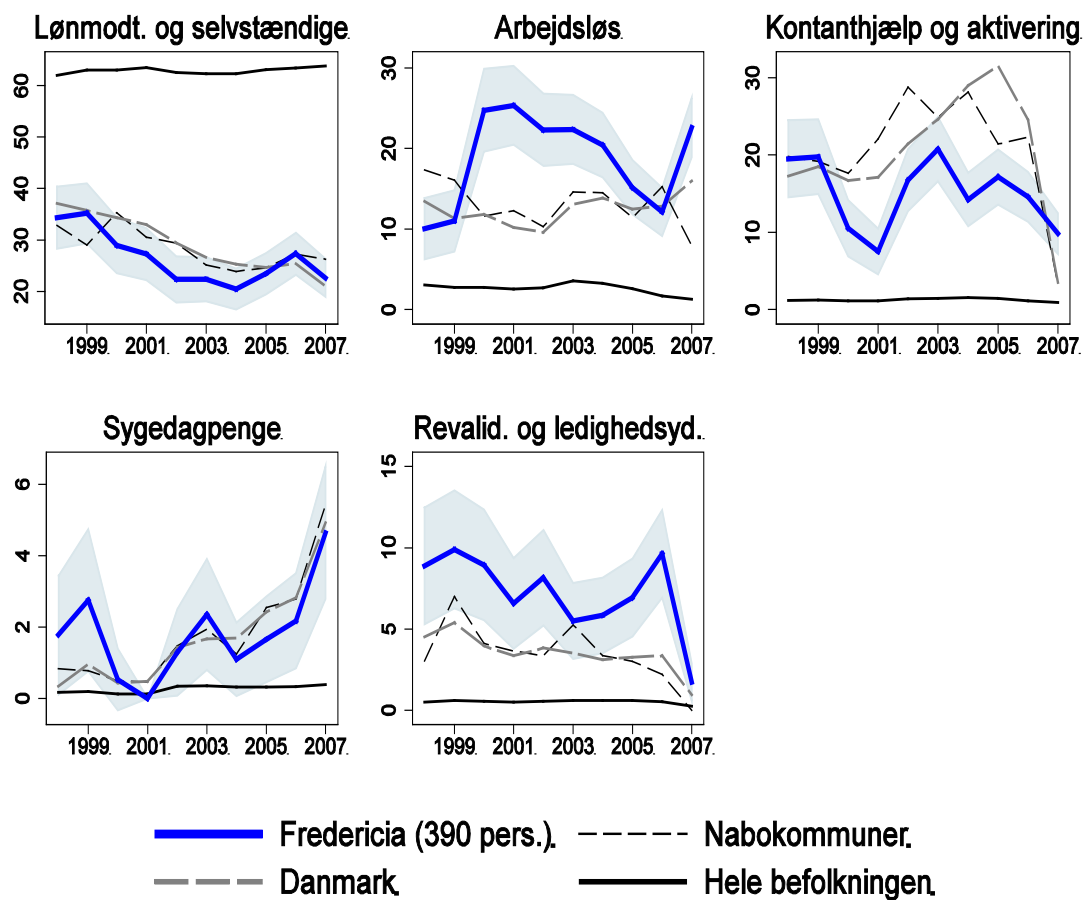 Lønmodt. og selvstændige.
60
50
40
30
20
1999. 2001. 2003. 2005. 2007.
Arbejdsløs.
30
20
10
0
1999. 2001. 2003. 2005. 2007.
Kontanthjælp og aktivering.
30
20
10
0
1999. 2001. 2003. 2005. 2007.
Sygedagpenge.
6
4
2
0
1999. 2001. 2003. 2005. 2007.
Revalid. og ledighedsyd..
15
10
5
0
1999. 2001. 2003. 2005. 2007.
Fredericia (390 pers.). Nabokommuner.
Danmark. Hele befolkningen.